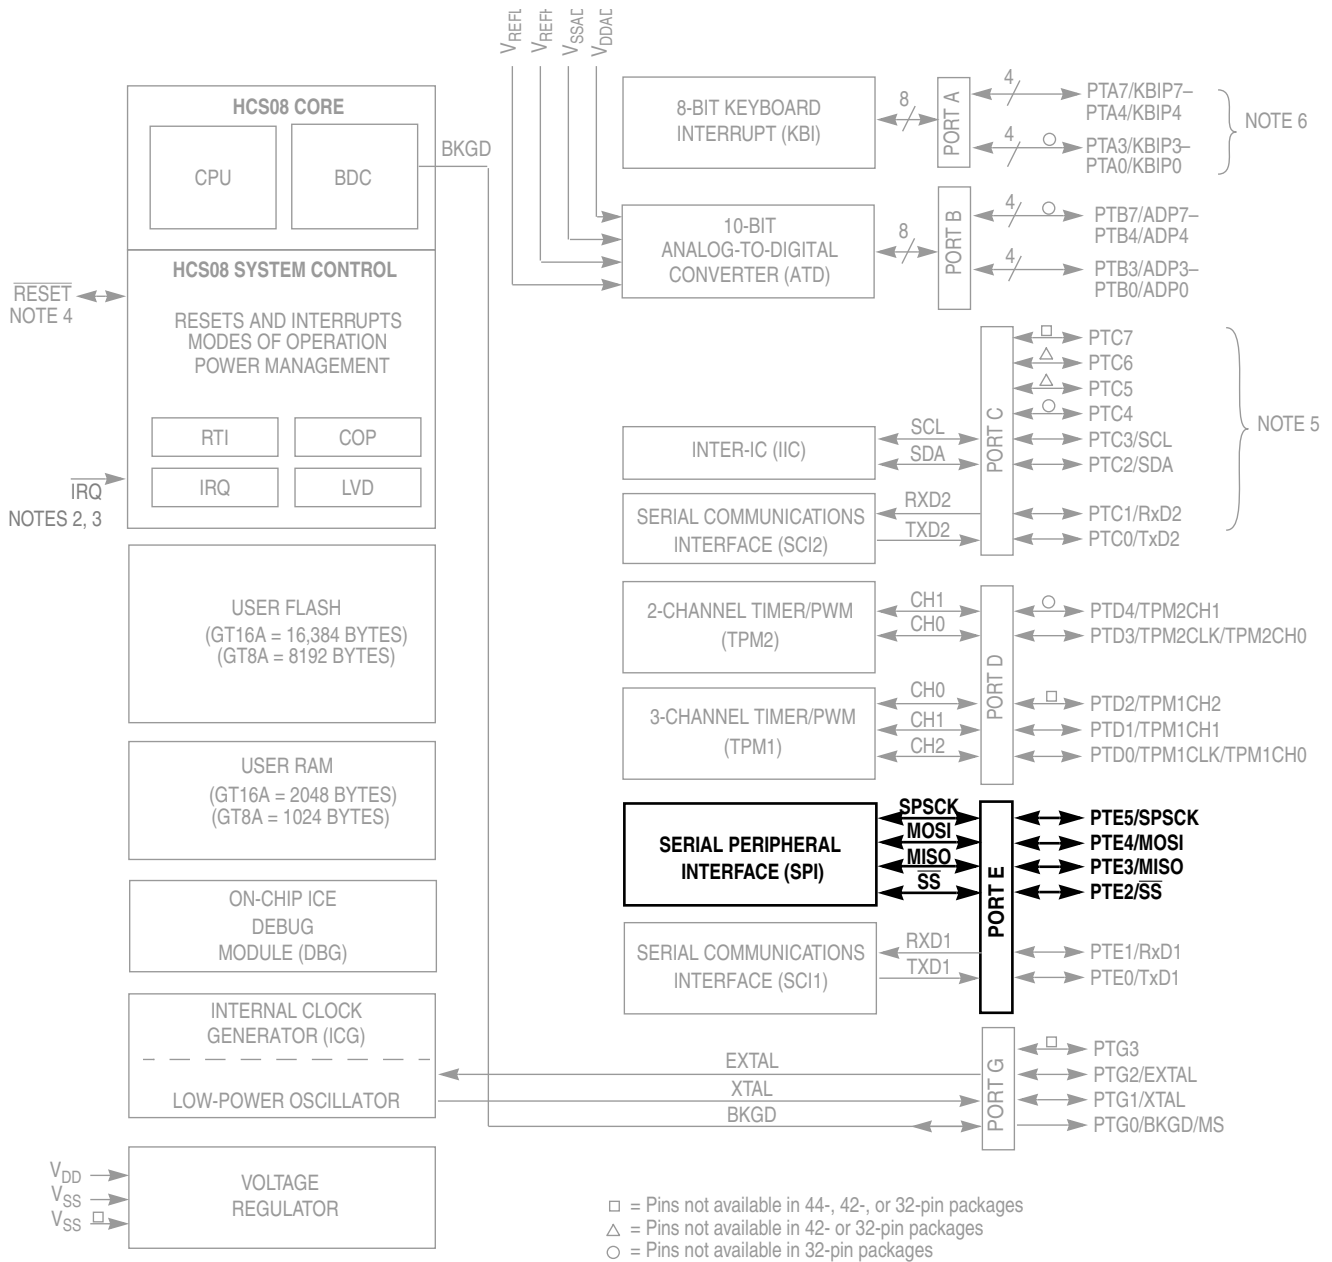 V_REFL
V_REFH
V_SSAD
V_DDAD
HCS08 CORE
CPU
BDC
BKGD
HCS08 SYSTEM CONTROL
RESETS AND INTERRUPTS
MODES OF OPERATION
POWER MANAGEMENT
RTI
COP
IRQ
LVD
RESET
NOTE 4
IRQ
NOTES 2, 3
USER FLASH
(GT16A = 16,384 BYTES)
(GT8A = 8192 BYTES)
USER RAM
(GT16A = 2048 BYTES)
(GT8A = 1024 BYTES)
ON-CHIP ICE
DEBUG
MODULE (DBG)
INTERNAL CLOCK
GENERATOR (ICG)
LOW-POWER OSCILLATOR
V_DD
V_SS
V_SS
VOLTAGE
REGULATOR
8-BIT KEYBOARD
INTERRUPT (KBI)
8
PORT A
4
PTA7/KBIP7–
PTA4/KBIP4
4
PTA3/KBIP3–
PTA0/KBIP0
NOTE 6
10-BIT
ANALOG-TO-DIGITAL
CONVERTER (ATD)
8
PORT B
4
PTB7/ADP7–
PTB4/ADP4
4
PTB3/ADP3–
PTB0/ADP0
INTER-IC (IIC)
SCL
SDA
SERIAL COMMUNICATIONS
INTERFACE (SCI2)
RXD2
TXD2
PORT C
PTC7
PTC6
PTC5
PTC4
PTC3/SCL
PTC2/SDA
PTC1/RxD2
PTC0/TxD2
NOTE 5
2-CHANNEL TIMER/PWM
(TPM2)
CH1
CH0
3-CHANNEL TIMER/PWM
(TPM1)
CH0
CH1
CH2
PORT D
PTD4/TPM2CH1
PTD3/TPM2CLK/TPM2CH0
PTD2/TPM1CH2
PTD1/TPM1CH1
PTD0/TPM1CLK/TPM1CH0
SERIAL PERIPHERAL
INTERFACE (SPI)
SPSCK
MOSI
MISO
SS
SERIAL COMMUNICATIONS
INTERFACE (SCI1)
RXD1
TXD1
PORT E
PTE5/SPSCK
PTE4/MOSI
PTE3/MISO
PTE2/SS
PTE1/RxD1
PTE0/TxD1
EXTAL
XTAL
BKGD
PORT G
PTG3
PTG2/EXTAL
PTG1/XTAL
PTG0/BKGD/MS
□ = Pins not available in 44-, 42-, or 32-pin packages
△ = Pins not available in 42- or 32-pin packages
○ = Pins not available in 32-pin packages